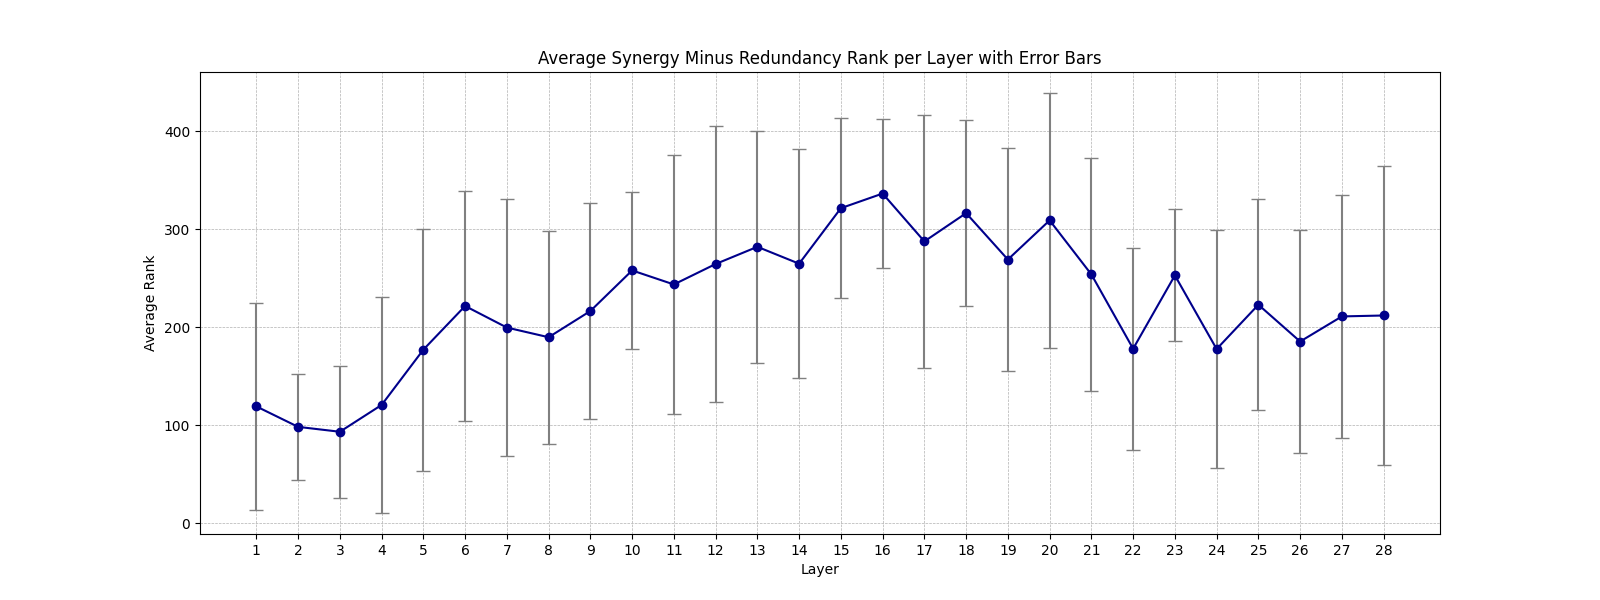 Average Synergy Minus Redundancy Rank per Layer with Error Bars
Average Rank
400
300
200
100
0
1 2 3 4 5 6 7 8 9 10 11 12 13 14 15 16 17 18 19 20 21 22 23 24 25 26 27 28
Layer